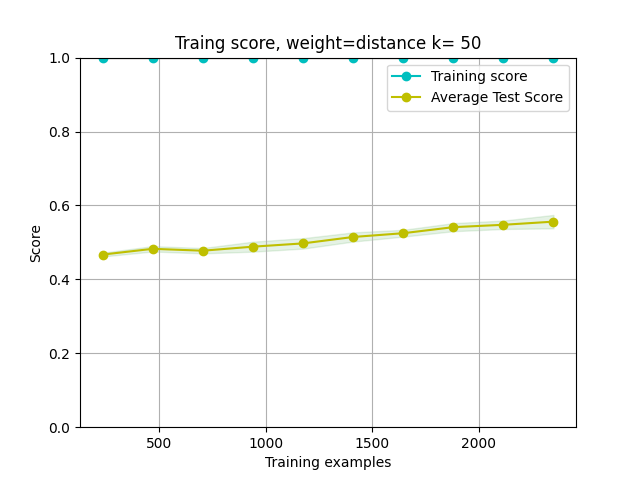 Traing score, weight=distance k= 50
Training score
Average Test Score
Score
1.0
0.8
0.6
0.4
0.2
0.0
500
1000
1500
2000
Training examples